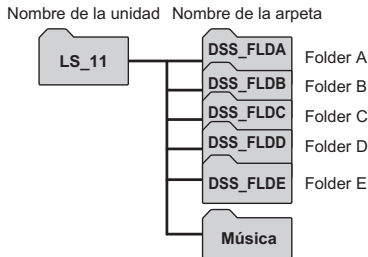 Nombre de la unidad Nombre de la arpeta
LS_11 DSS_FLDA Folder A
DSS_FLDB Folder B
DSS_FLDC Folder C
DSS_FLDD Folder D
DSS_FLDE Folder E
Música